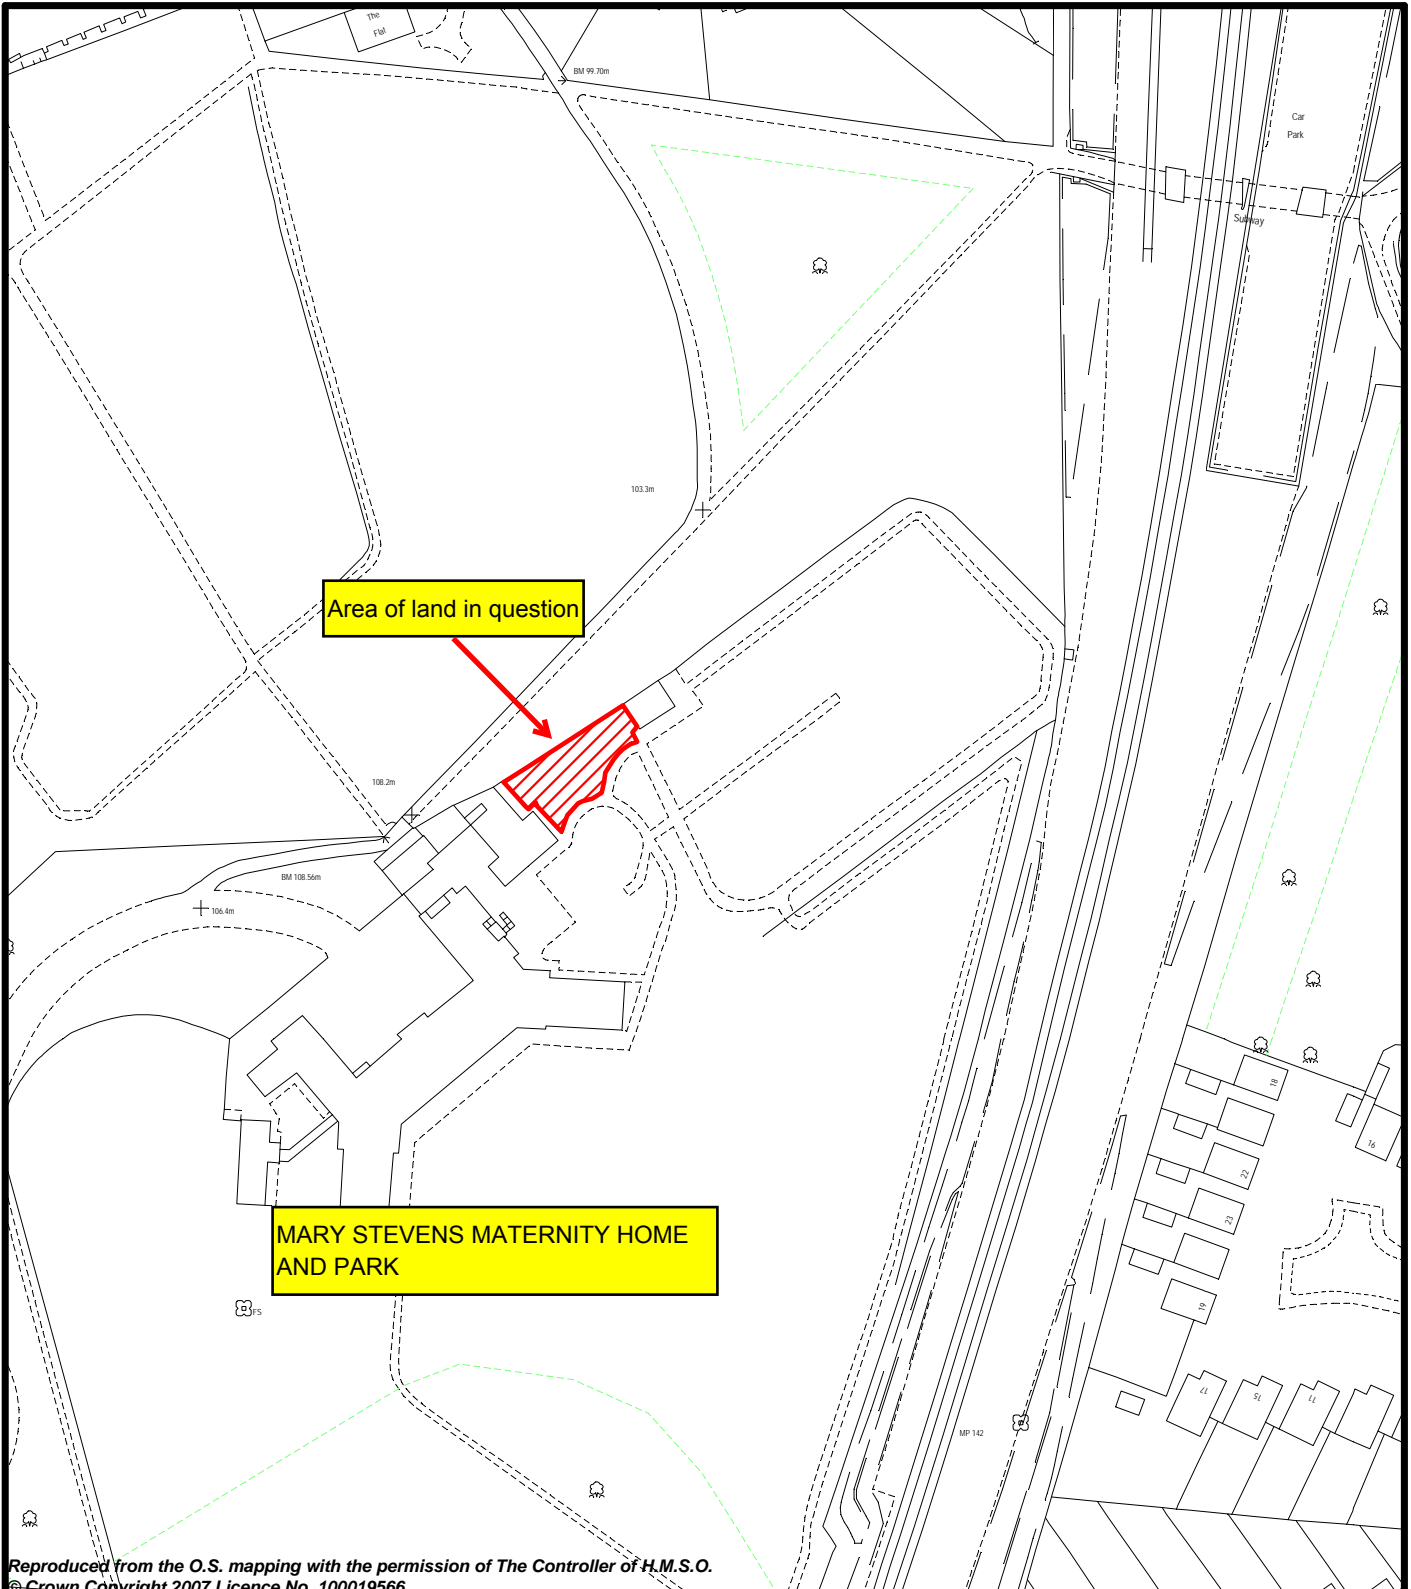 The
Flat
BM 99.70m
Car
Park
Subway
103.3m
Area of land in question
108.2m
BM 108.56m
106.4m
18
16
22
23
MARY STEVENS MATERNITY HOME
AND PARK
19
FS
17
15
11
MP 142
Reproduced from the O.S. mapping with the permission of The Controller of H.M.S.O.
© Crown Copyright 2007 Licence No. 100019566